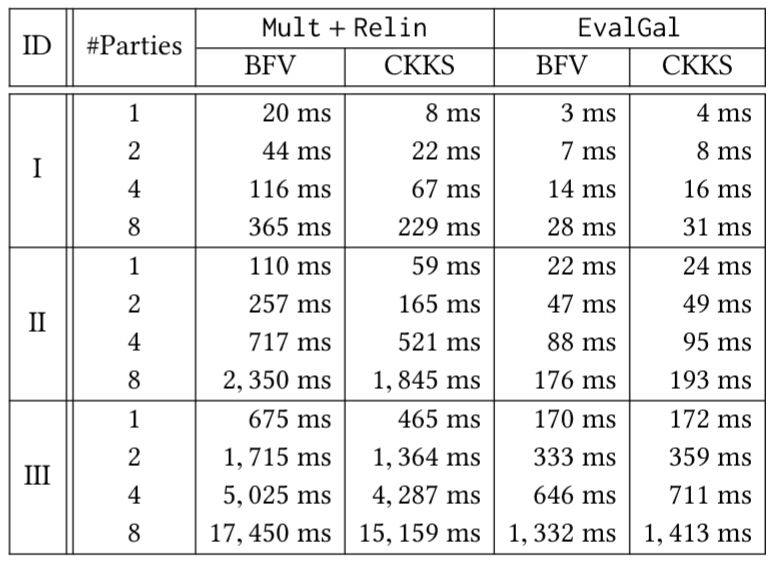 ID #Parties Mult + Relin EvalGal
BFV CKKS BFV CKKS
I
1 20 ms 8 ms 3 ms 4 ms
2 44 ms 22 ms 7 ms 8 ms
4 116 ms 67 ms 14 ms 16 ms
8 365 ms 229 ms 28 ms 31 ms
II
1 110 ms 59 ms 22 ms 24 ms
2 257 ms 165 ms 47 ms 49 ms
4 717 ms 521 ms 88 ms 95 ms
8 2, 350 ms 1, 845 ms 176 ms 193 ms
III
1 675 ms 465 ms 170 ms 172 ms
2 1, 715 ms 1, 364 ms 333 ms 359 ms
4 5, 025 ms 4, 287 ms 646 ms 711 ms
8 17, 450 ms 15, 159 ms 1, 332 ms 1, 413 ms